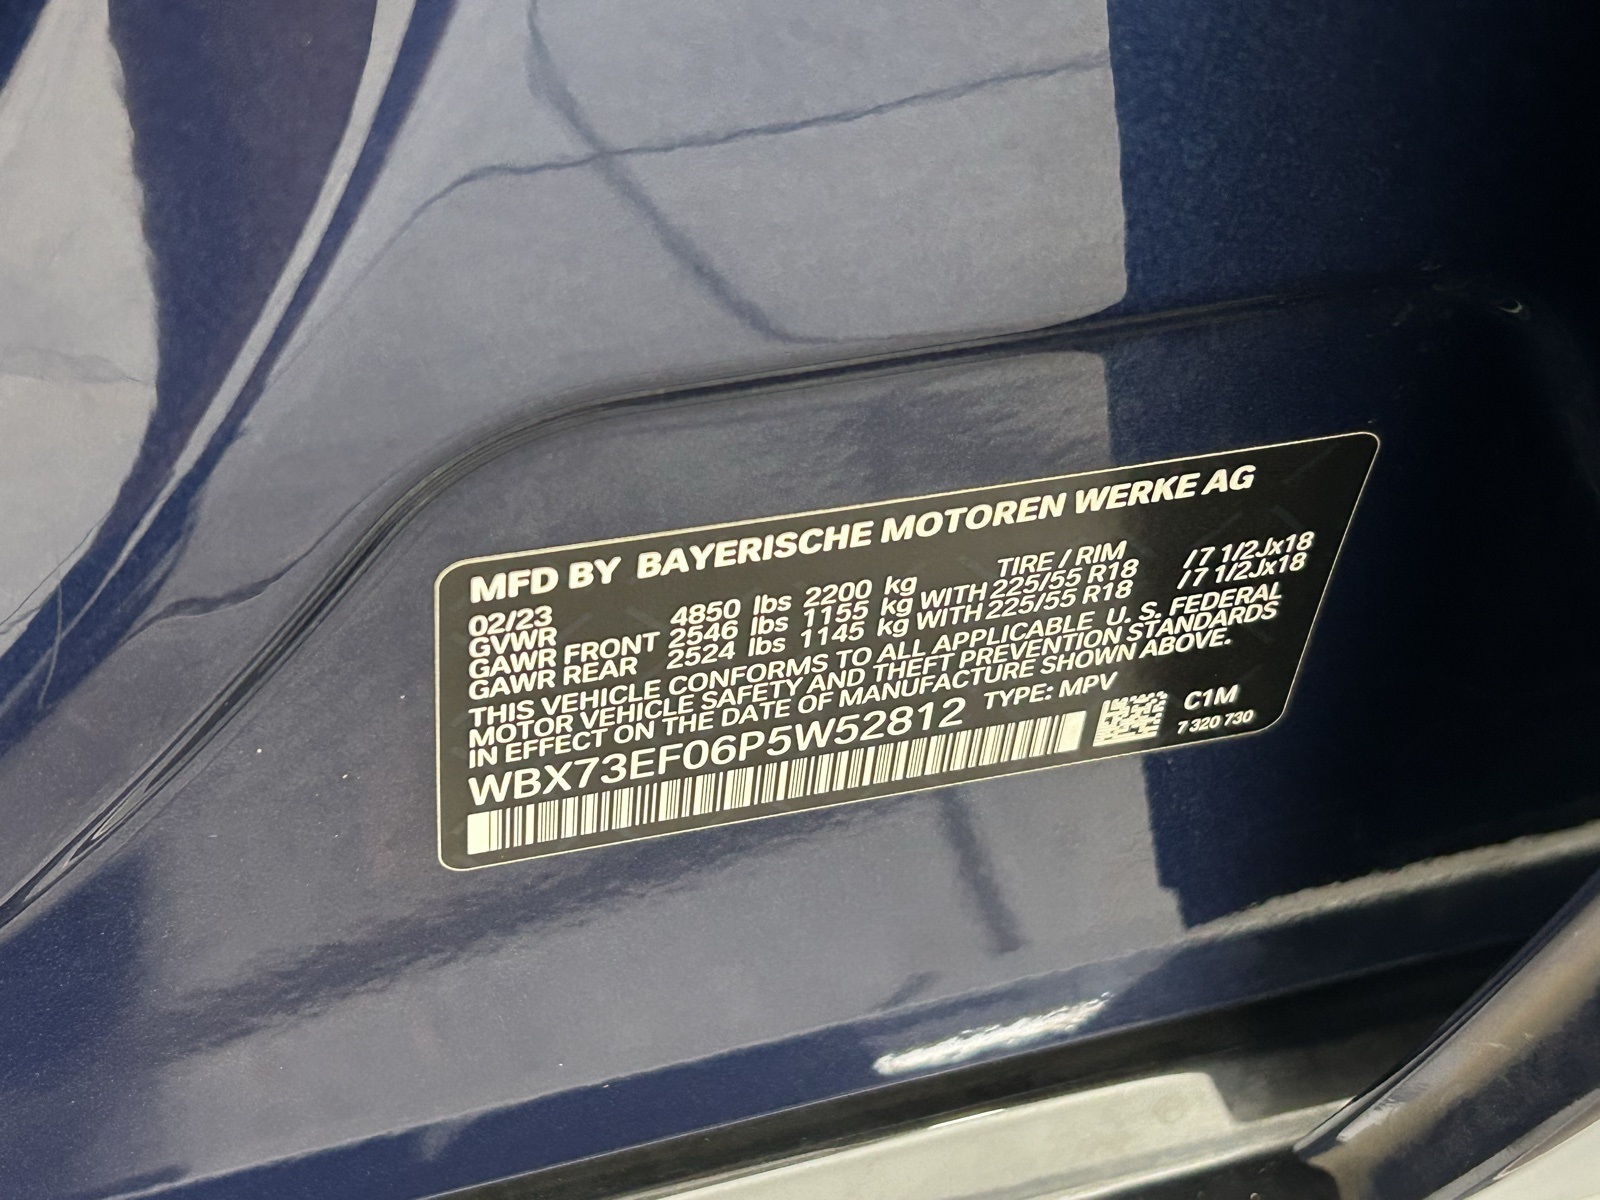 MFD BY BAYERISCHE MOTOREN WERKE AG
02/23 TIRE / RIM
GVWR 4850 lbs 2200 kg
GAWR FRONT 2546 lbs 1155 kg WITH 225/55 R18 / 7 1/2Jx18
GAWR REAR 2524 lbs 1145 kg WITH 225/55 R18 / 7 1/2Jx18
THIS VEHICLE CONFORMS TO ALL APPLICABLE U. S. FEDERAL
MOTOR VEHICLE SAFETY AND THEFT PREVENTION STANDARDS
IN EFFECT ON THE DATE OF MANUFACTURE SHOWN ABOVE.
WBX73EF06P5W52812 TYPE: MPV
C1M
7 320 730